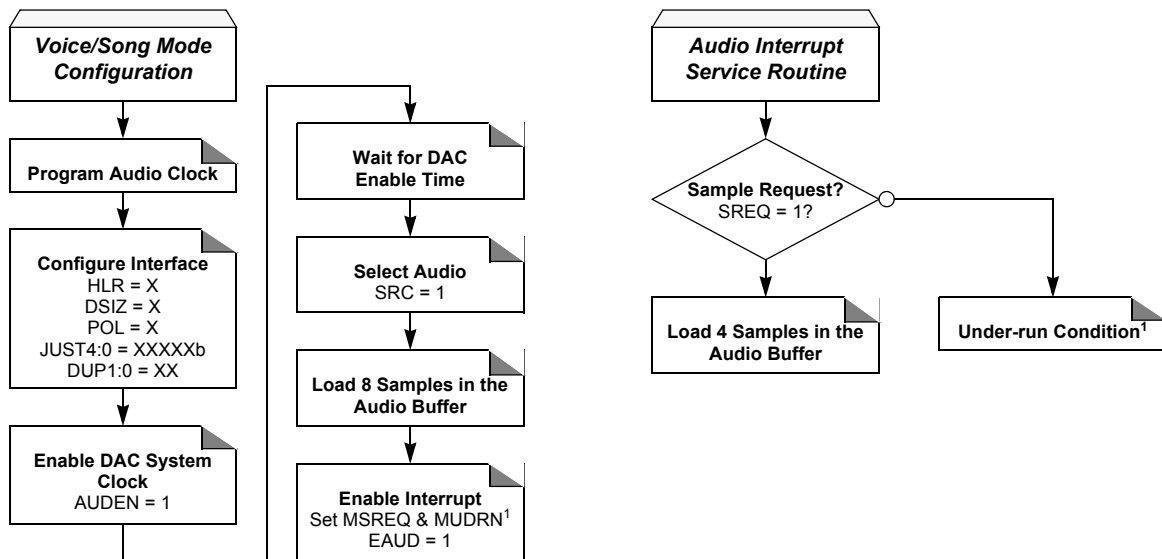 Voice/Song Mode
Configuration
Program Audio Clock
Configure Interface
HLR = X
DSIZ = X
POL = X
JUST4:0 = XXXXXb
DUP1:0 = XX
Enable DAC System
Clock
AUDEN = 1
Wait for DAC
Enable Time
Select Audio
SRC = 1
Load 8 Samples in the
Audio Buffer
Enable Interrupt
Set MSREQ & MUDRN1
EAUD = 1
Audio Interrupt
Service Routine
Sample Request?
SREQ = 1?
Load 4 Samples in the
Audio Buffer
Under-run Condition1